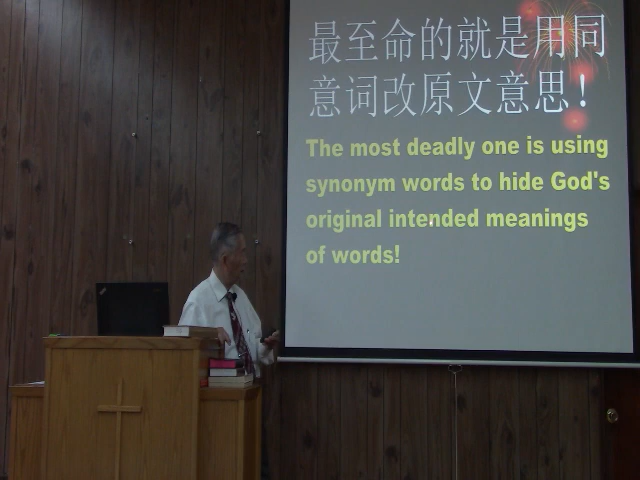 最至命的就是用同
意词改原文意思!
The most deadly one is using
synonym words to hide God's
original intended meanings
of words!